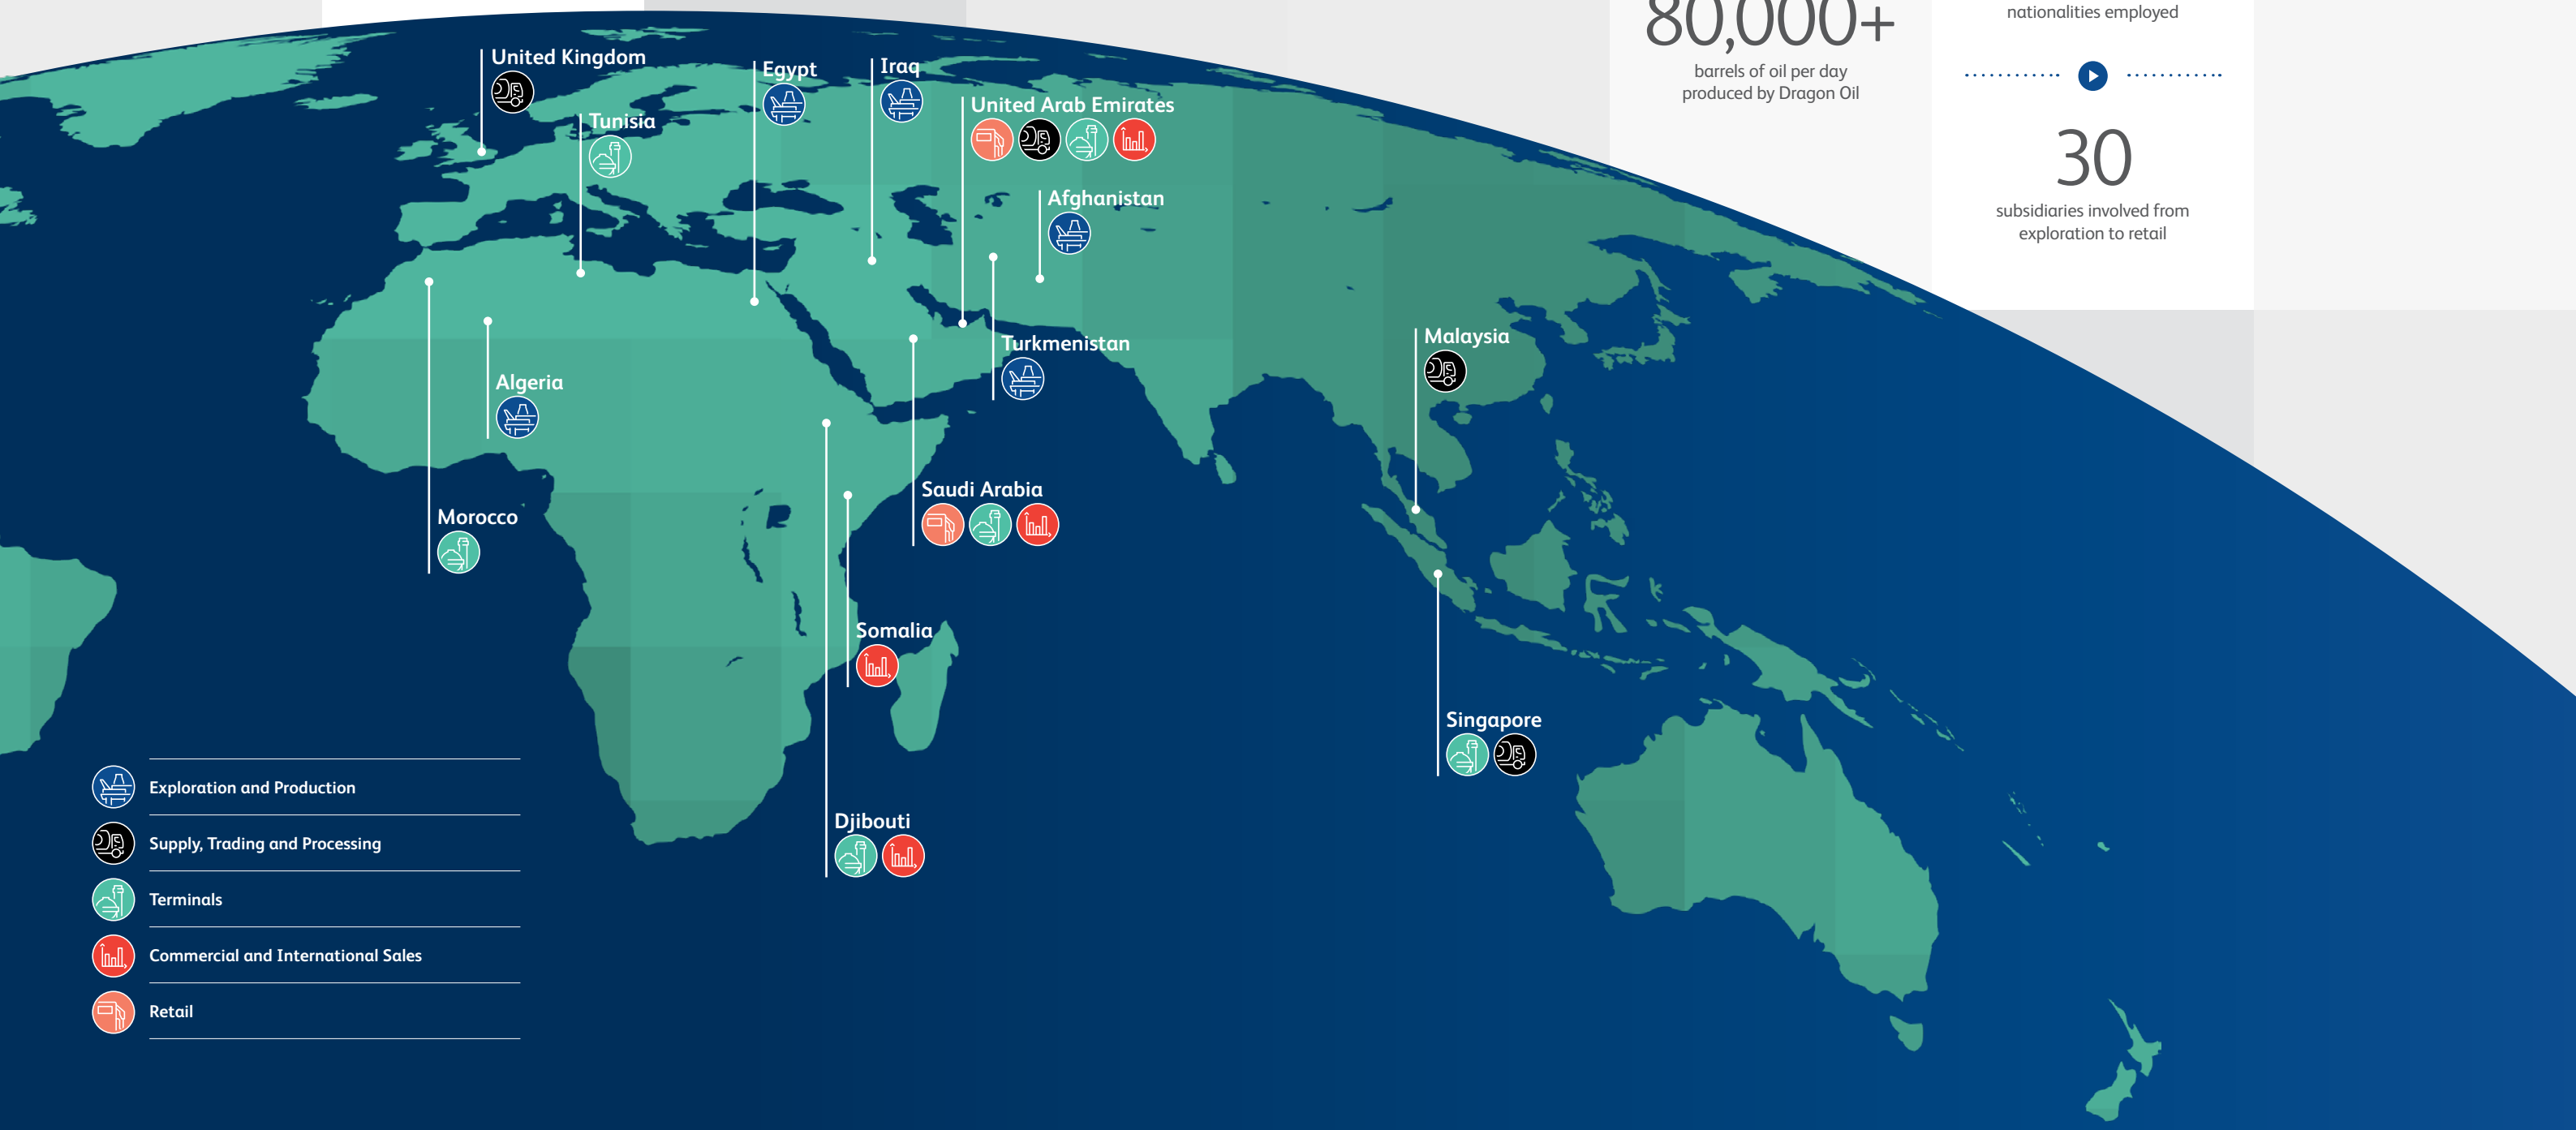 80,000+
barrels of oil per day
produced by Dragon Oil
nationalities employed
30
subsidiaries involved from
exploration to retail
United Kingdom
Tunisia
Egypt
Iraq
United Arab Emirates
Afghanistan
Turkmenistan
Malaysia
Algeria
Morocco
Saudi Arabia
Somalia
Singapore
Djibouti
Exploration and Production
Supply, Trading and Processing
Terminals
Commercial and International Sales
Retail